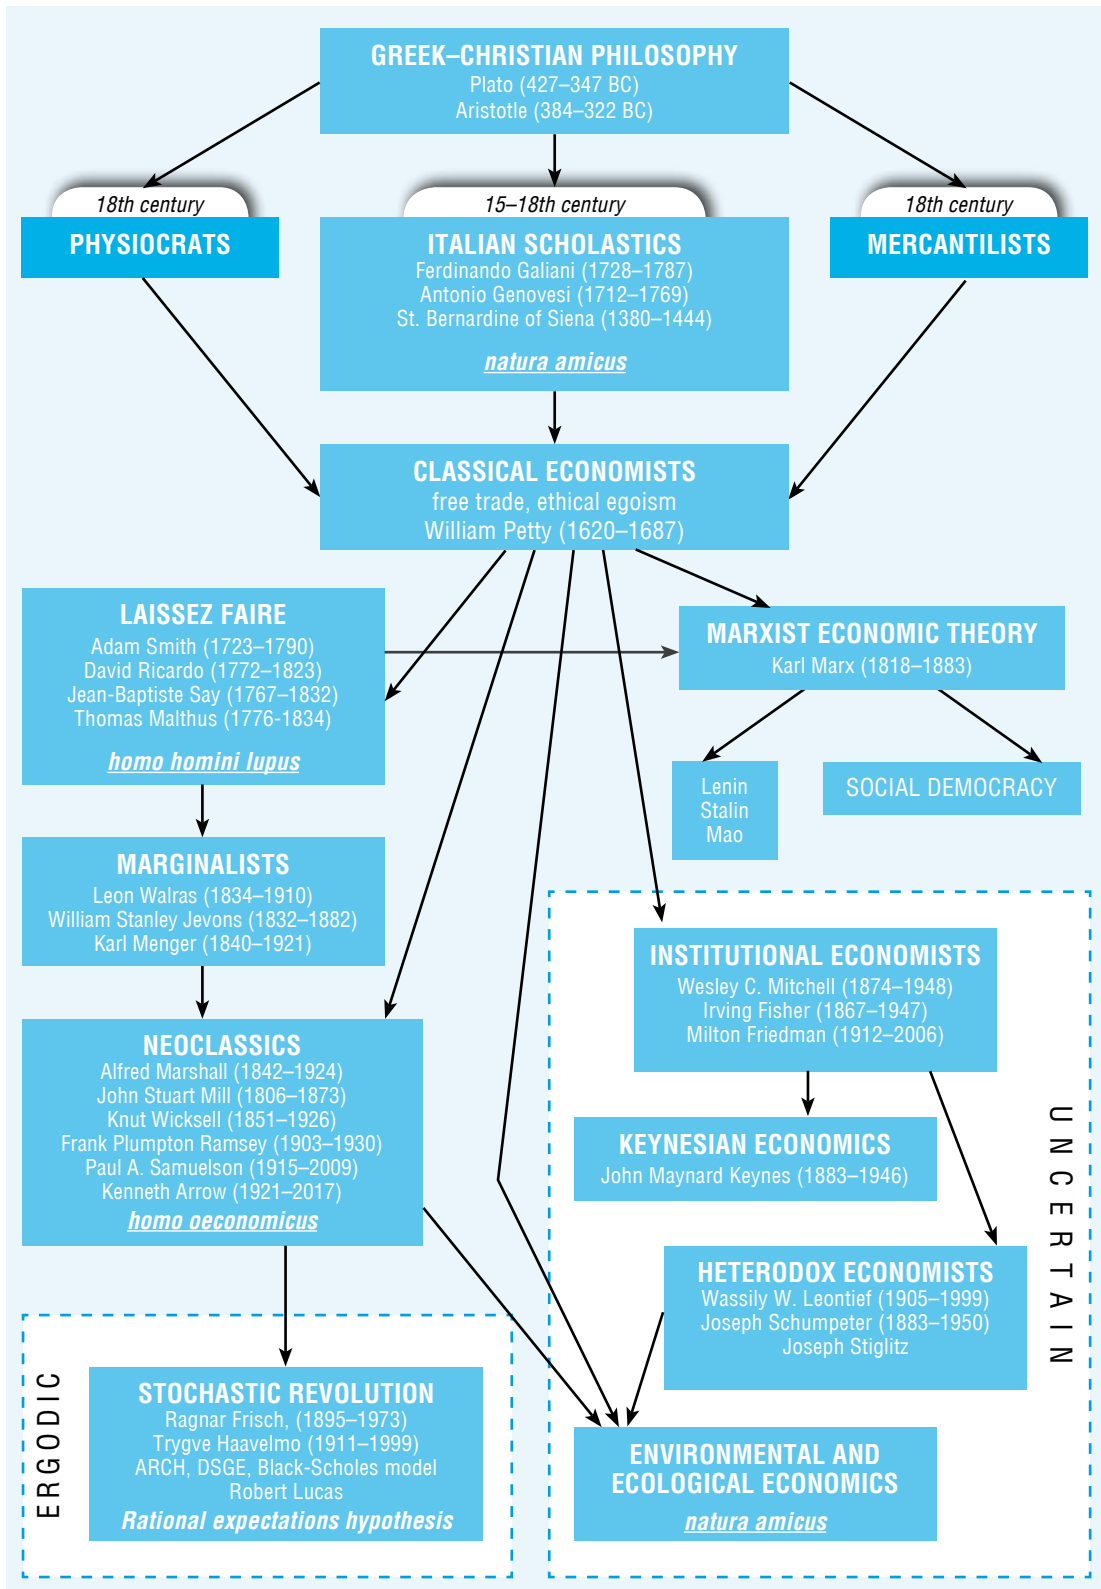 GREEK–CHRISTIAN PHILOSOPHY
Plato (427–347 BC)
Aristotle (384–322 BC)
18th century
PHYSIOCRATS
15–18th century
ITALIAN SCHOLASTICS
Ferdinando Galiani (1728–1787)
Antonio Genovesi (1712–1769)
St. Bernardine of Siena (1380–1444)
natura amicus
18th century
MERCANTILISTS
CLASSICAL ECONOMISTS
free trade, ethical egoism
William Petty (1620–1687)
LAISSEZ FAIRE
Adam Smith (1723–1790)
David Ricardo (1772–1823)
Jean-Baptiste Say (1767–1832)
Thomas Malthus (1776-1834)
homo homini lupus
MARXIST ECONOMIC THEORY
Karl Marx (1818–1883)
Lenin
Stalin
Mao
SOCIAL DEMOCRACY
MARGINALISTS
Leon Walras (1834–1910)
William Stanley Jevons (1832–1882)
Karl Menger (1840–1921)
INSTITUTIONAL ECONOMISTS
Wesley C. Mitchell (1874–1948)
Irving Fisher (1867–1947)
Milton Friedman (1912–2006)
NEOCLASSICS
Alfred Marshall (1842–1924)
John Stuart Mill (1806–1873)
Knut Wicksell (1851–1926)
Frank Plumpton Ramsey (1903–1930)
Paul A. Samuelson (1915–2009)
Kenneth Arrow (1921–2017)
homo oeconomicus
KEYNESIAN ECONOMICS
John Maynard Keynes (1883–1946)
UNCERTAIN
HETERODOX ECONOMISTS
Wassily W. Leontief (1905–1999)
Joseph Schumpeter (1883–1950)
Joseph Stiglitz
ERGODIC
STOCHASTIC REVOLUTION
Ragnar Frisch, (1895–1973)
Trygve Haavelmo (1911–1999)
ARCH, DSGE, Black-Scholes model
Robert Lucas
Rational expectations hypothesis
ENVIRONMENTAL AND
ECOLOGICAL ECONOMICS
natura amicus